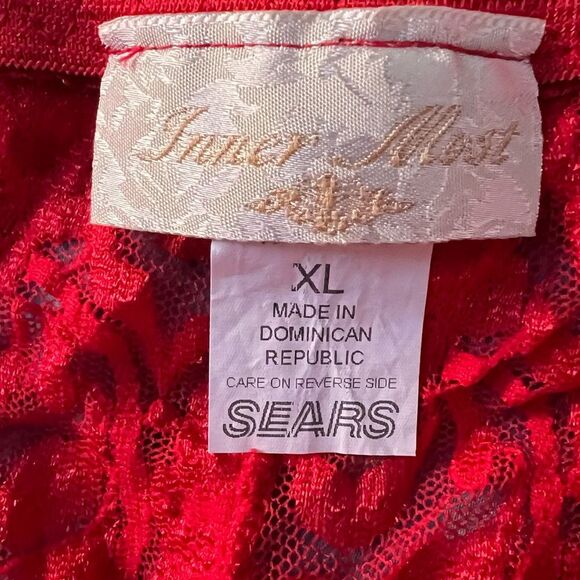 Inner Most
XL
MADE IN
DOMINICAN
REPUBLIC
CARE ON REVERSE SIDE
SEARS